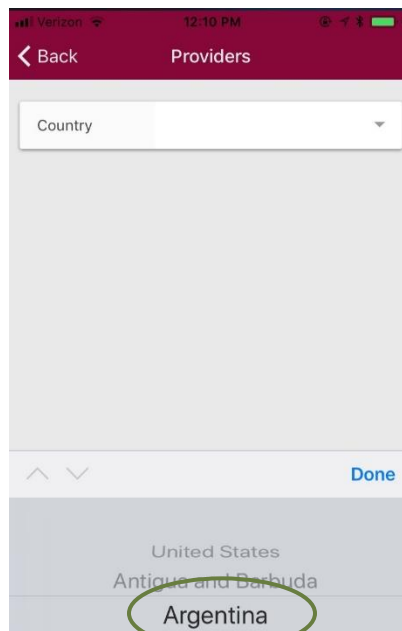 Verizon 12:10 PM
Back Providers
Country
Done
United States
Antigua and Barbuda
Argentina